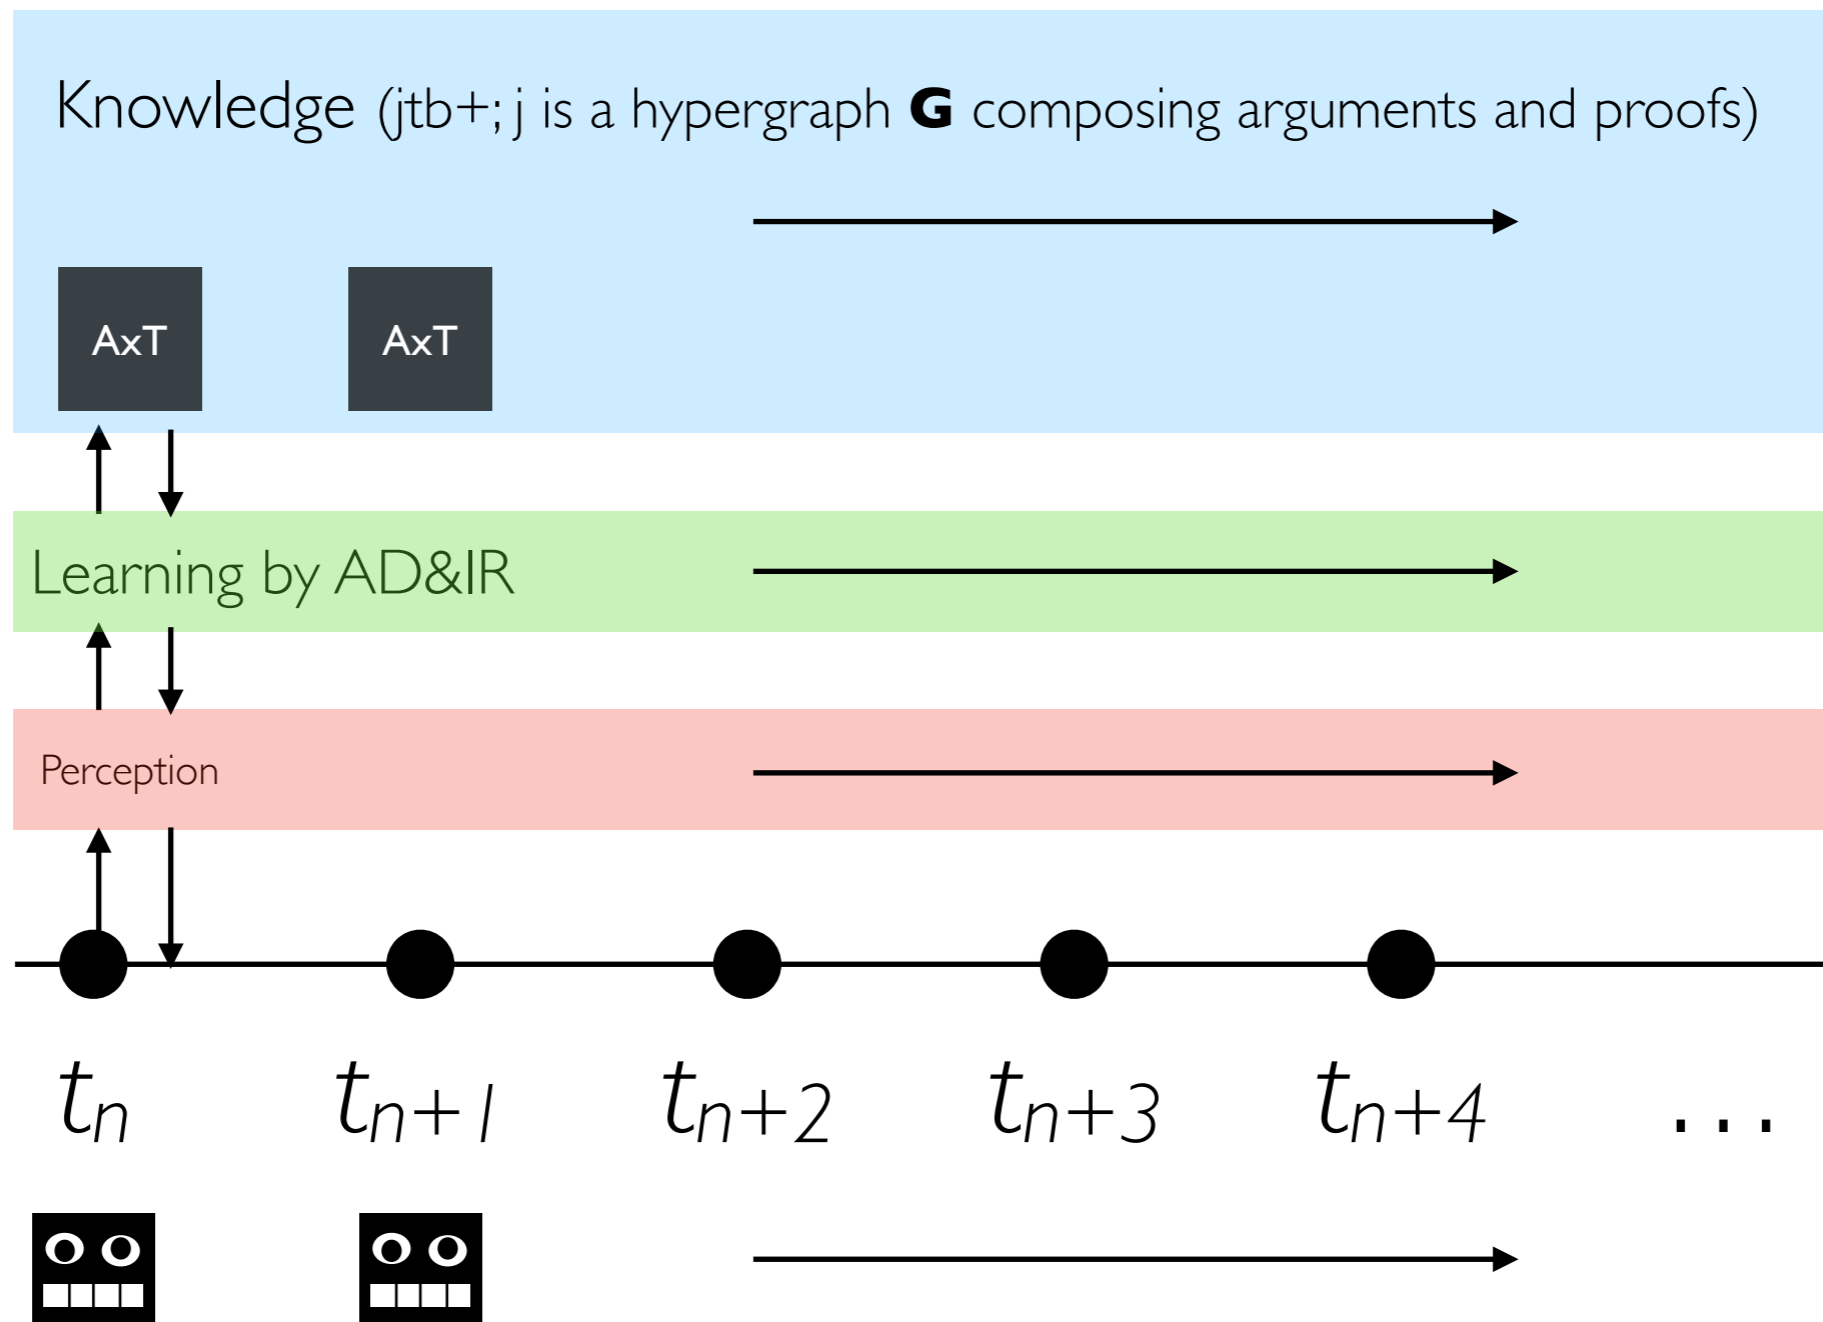 Knowledge (jtb+; j is a hypergraph G composing arguments and proofs)
AxT AxT
Learning by AD&IR
Perception
tn tn+1 tn+2 tn+3 tn+4 ...